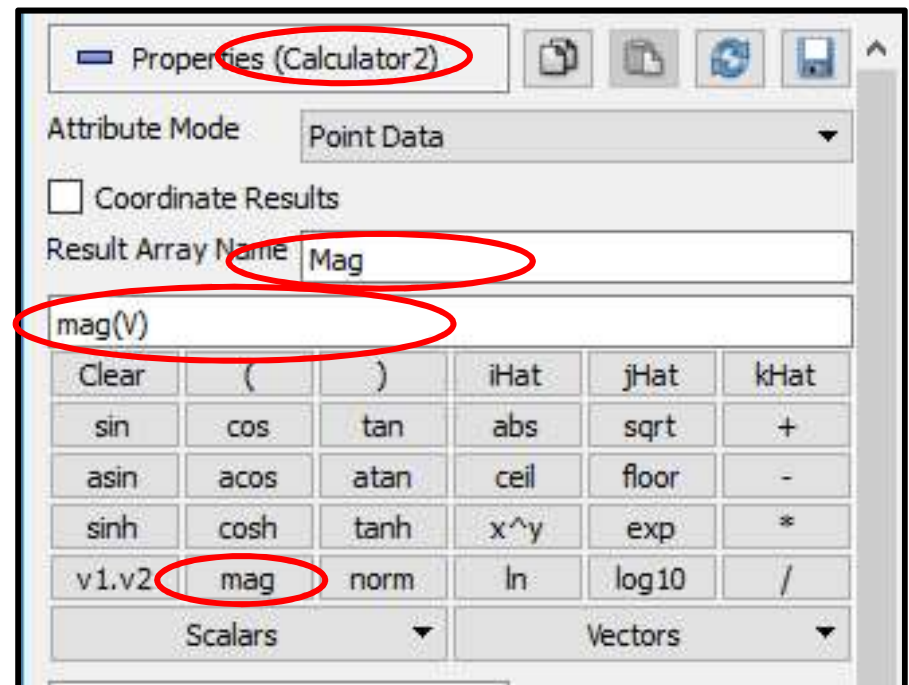 Properties (Calculator2)
Attribute Mode Point Data
Coordinate Results
Result Array Name Mag
mag(V)
Clear ( ) iHat jHat kHat
sin cos tan abs sqrt +
asin acos atan ceil floor -
sinh cosh tanh x^y exp *
v1.v2 mag norm ln log10 /
Scalars Vectors